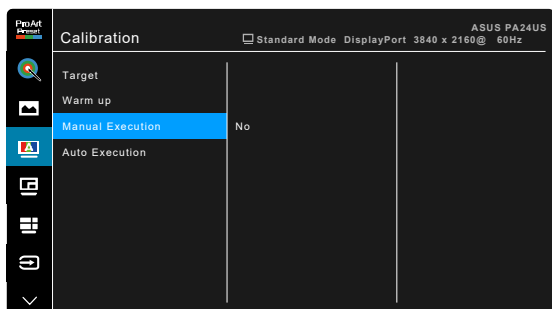 ProArt
Preset
Calibration
ASUS PA24US
Standard Mode DisplayPort 3840 x 2160@ 60Hz
Target
Warm up
Manual Execution No
Auto Execution
A